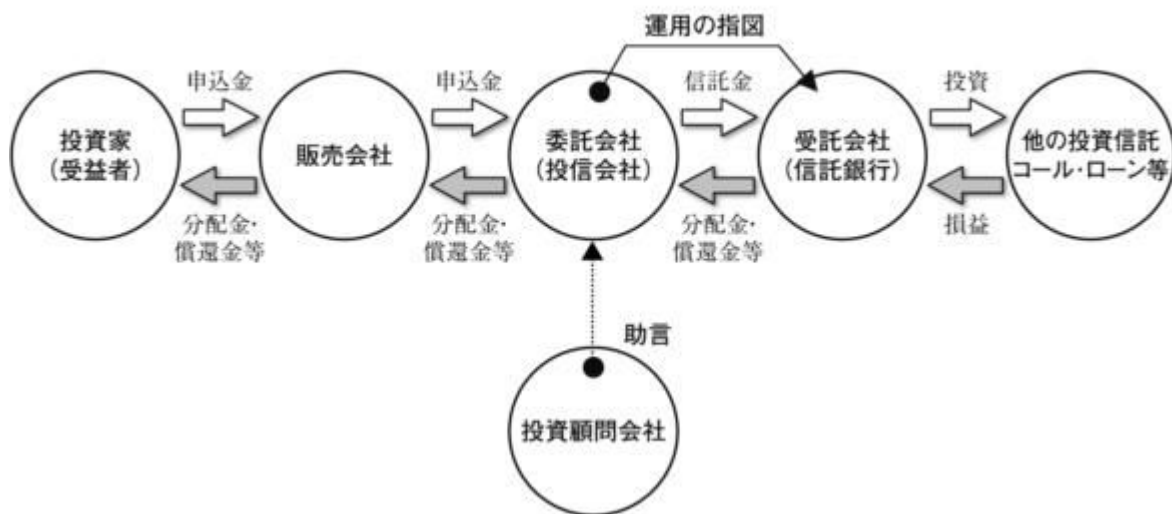 運用の指図
申込金
申込金
信託金
投資
投資家
(受益者)
販売会社
委託会社
(投信会社)
受託会社
(信託銀行)
他の投資信託
コール・ローン等
分配金・
償還金等
分配金・
償還金等
分配金・
償還金等
損益
助言
投資顧問会社